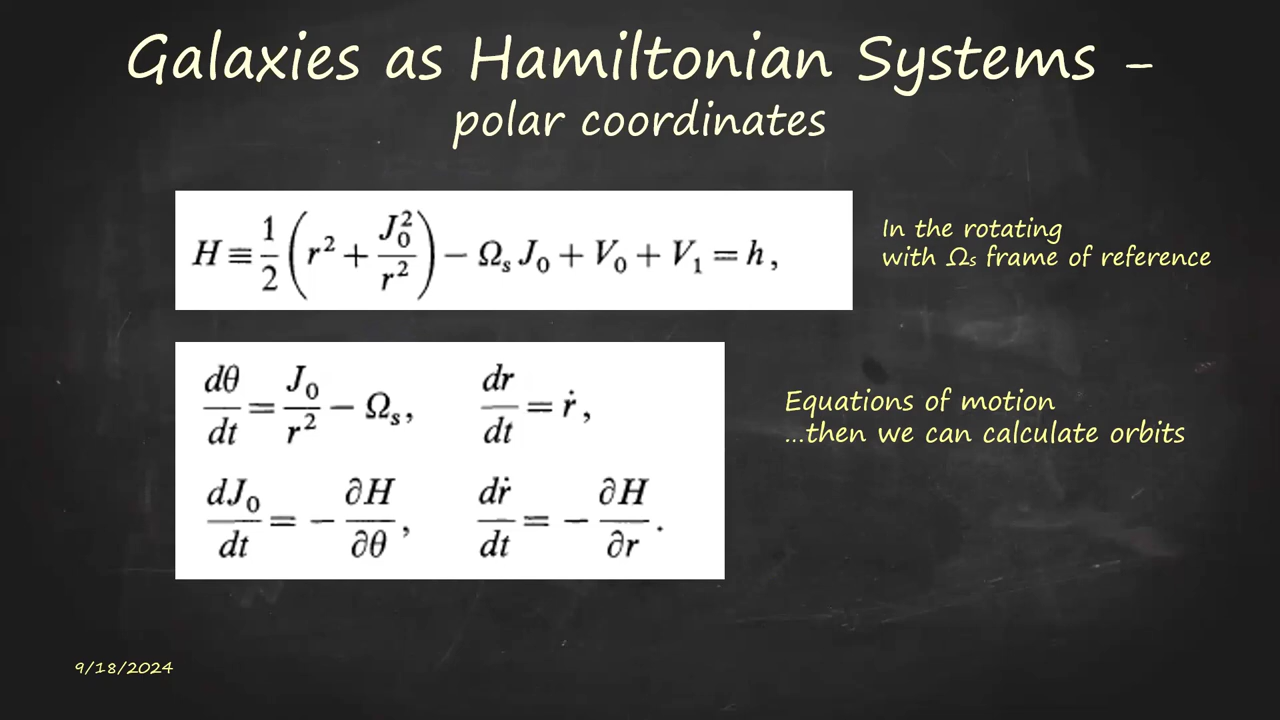 Galaxies as Hamiltonian Systems –
polar coordinates
H ≡ 1/2 (r² + J₀²/r²) − Ωₛ J₀ + V₀ + V₁ = h,
In the rotating
with Ωₛ frame of reference
dθ/dt = J₀/r² − Ωₛ, dr/dt = ṙ,
Equations of motion
...then we can calculate orbits
dJ₀/dt = − ∂H/∂θ, dṙ/dt = − ∂H/∂r.
9/18/2024